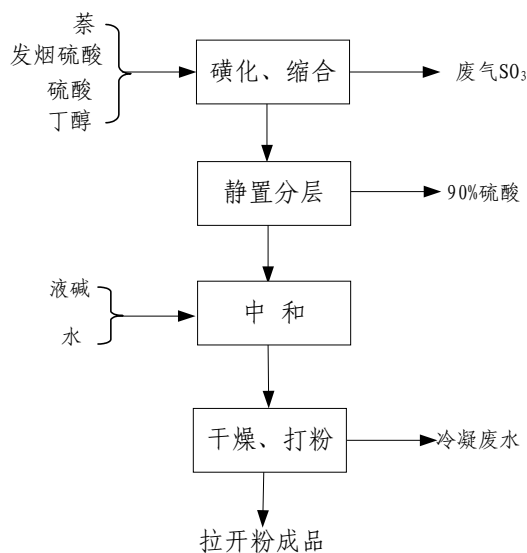 萘
发烟硫酸
硫酸
丁醇
磺化、缩合
废气SO₃
静置分层
90%硫酸
液碱
水
中 和
干燥、打粉
冷凝废水
拉开粉成品